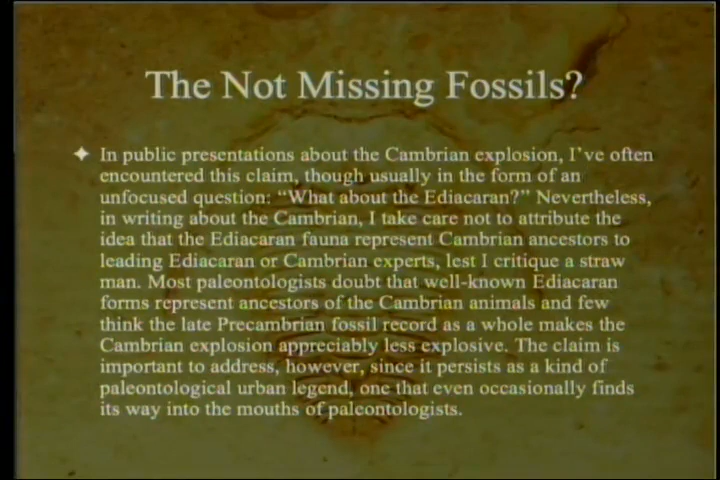 The Not Missing Fossils?
In public presentations about the Cambrian explosion, I've often
encountered this claim, though usually in the form of an
unfocused question: "What about the Ediacaran?" Nevertheless,
in writing about the Cambrian, I take care not to attribute the
idea that the Ediacaran fauna represent Cambrian ancestors to
leading Ediacaran or Cambrian experts, lest I critique a straw
man. Most paleontologists doubt that well-known Ediacaran
forms represent ancestors of the Cambrian animals and few
think the late Precambrian fossil record as a whole makes the
Cambrian explosion appreciably less explosive. The claim is
important to address, however, since it persists as a kind of
paleontological urban legend, one that even occasionally finds
its way into the mouths of paleontologists.